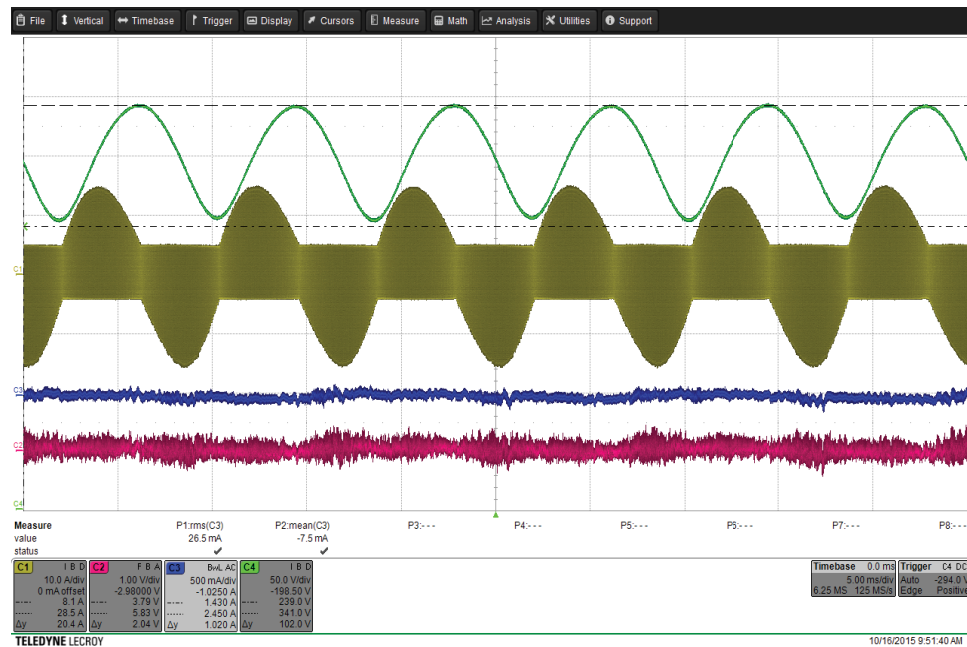 File Vertical Timebase Trigger Display Cursors Measure Math Analysis Utilities Support
C1
C3
C2
C4
Measure P1:rms(C3) P2:mean(C3) P3:- - - P4:- - - P5:- - - P6:- - - P7:- - - P8:- - -
value 26.5 mA -7.5 mA
status
C1 I B D C2 F B A C3 BwL AC C4 I B D Timebase 0.0 ms Trigger C4 DC
10.0 A/div 1.00 V/div 500 mA/div 50.0 V/div 5.00 ms/div Auto -294.0 V
0 mA offset -2.98000 V -1.0250 A -198.50 V 6.25 MS 125 MS/s Edge Positive
8.1 A 3.79 V 1.430 A 239.0 V
28.5 A 5.83 V 2.450 A 341.0 V
Δy 20.4 A Δy 2.04 V Δy 1.020 A Δy 102.0 V
TELEDYNE LECROY 10/16/2015 9:51:40 AM